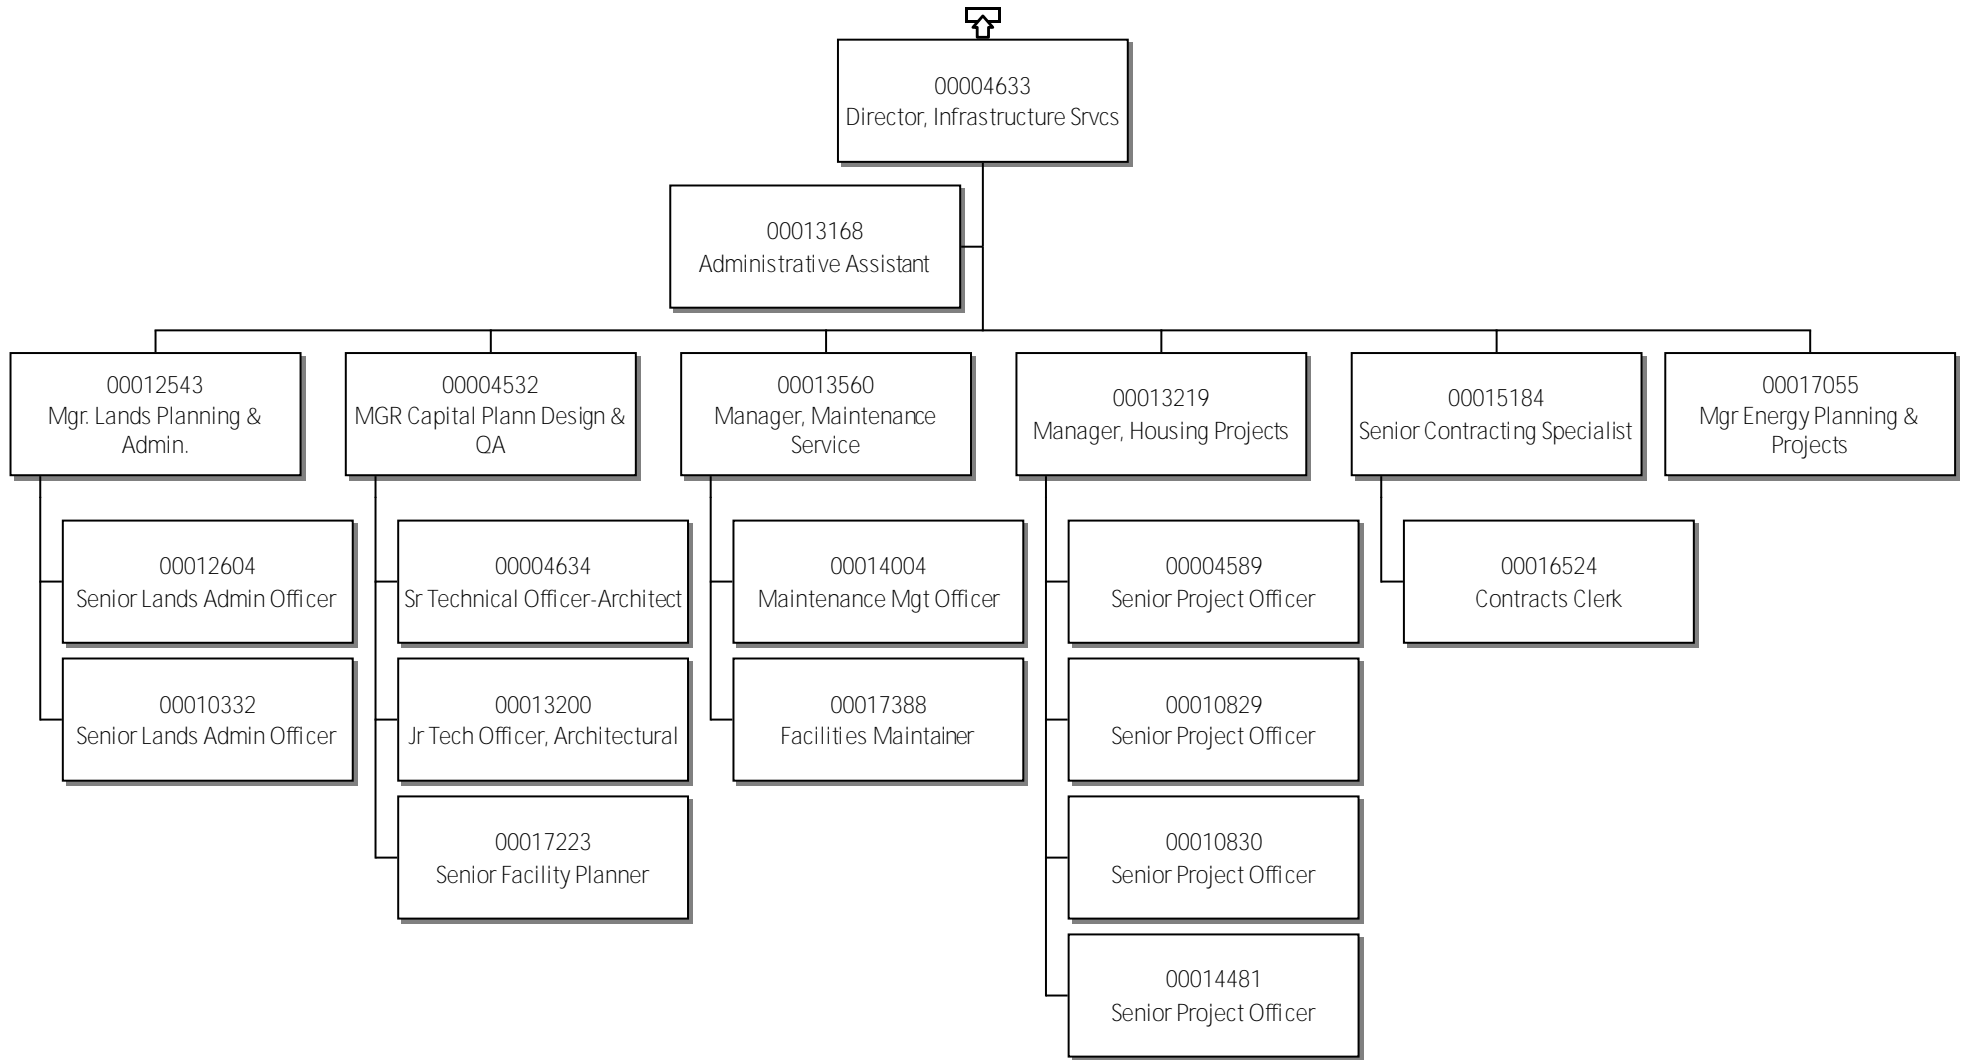 00004633
Director, Infrastructure Srvcs
00013168
Administrative Assistant
00012543
Mgr. Lands Planning &
Admin.
00004532
MGR Capital Plann Design &
QA
00013560
Manager, Maintenance
Service
00013219
Manager, Housing Projects
00015184
Senior Contracting Specialist
00017055
Mgr Energy Planning &
Projects
00012604
Senior Lands Admin Officer
00004634
Sr Technical Officer-Architect
00014004
Maintenance Mgt Officer
00004589
Senior Project Officer
00016524
Contracts Clerk
00010332
Senior Lands Admin Officer
00013200
Jr Tech Officer, Architectural
00017388
Facilities Maintainer
00010829
Senior Project Officer
00017223
Senior Facility Planner
00010830
Senior Project Officer
00014481
Senior Project Officer